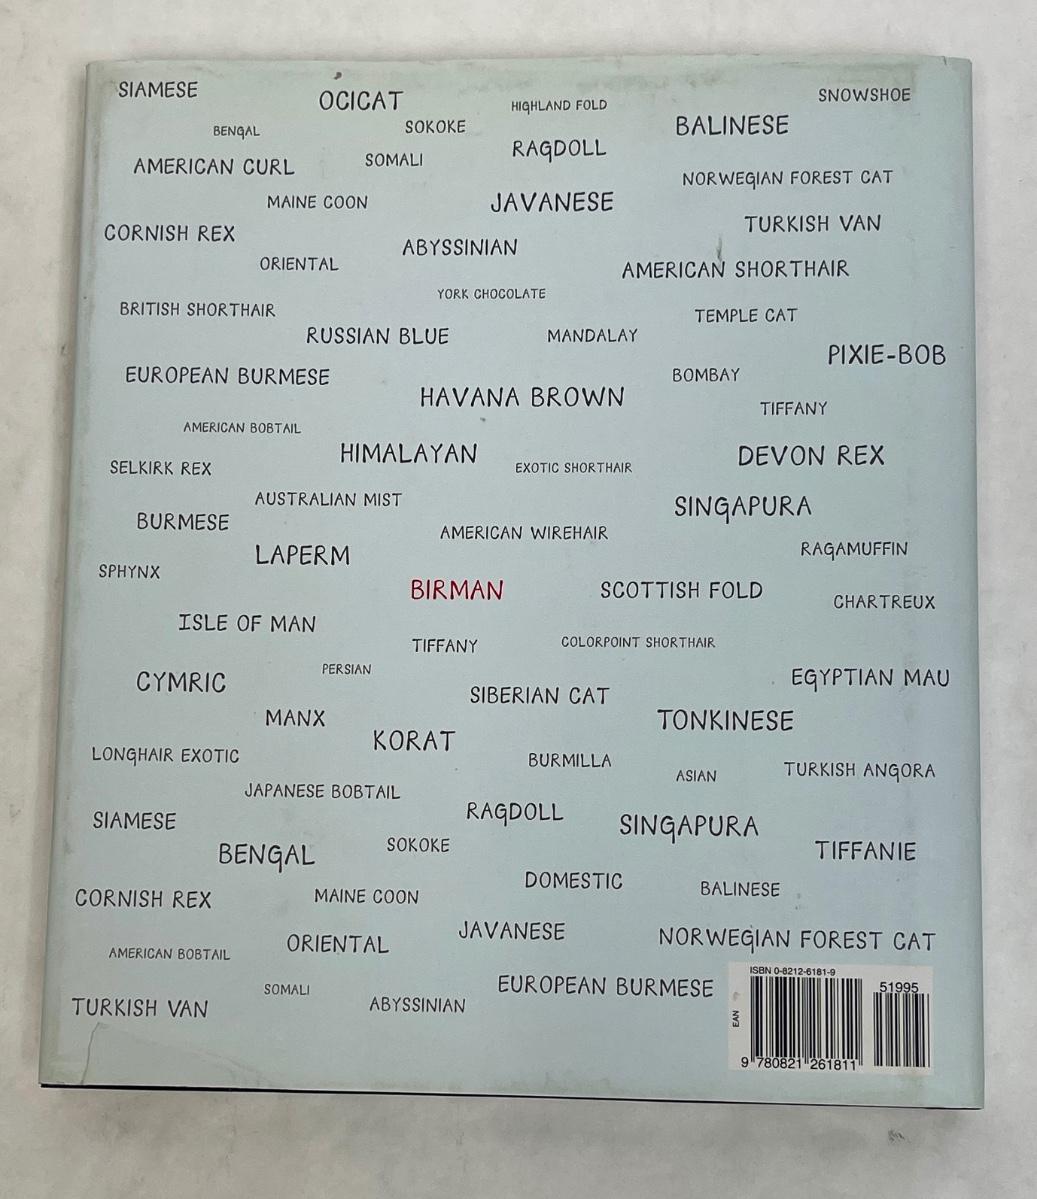 SIAMESE
OCICAT
HIGHLAND FOLD
SNOWSHOE
BENGAL
SOKOKE
BALINESE
AMERICAN CURL
SOMALI
RAGDOLL
NORWEGIAN FOREST CAT
MAINE COON
JAVANESE
TURKISH VAN
CORNISH REX
ABYSSINIAN
ORIENTAL
AMERICAN SHORTHAIR
YORK CHOCOLATE
BRITISH SHORTHAIR
TEMPLE CAT
RUSSIAN BLUE
MANDALAY
PIXIE-BOB
EUROPEAN BURMESE
BOMBAY
HAVANA BROWN
TIFFANY
AMERICAN BOBTAIL
HIMALAYAN
DEVON REX
SELKIRK REX
EXOTIC SHORTHAIR
AUSTRALIAN MIST
SINGAPURA
BURMESE
AMERICAN WIREHAIR
LAPERM
RAGAMUFFIN
SPHYNX
BIRMAN
SCOTTISH FOLD
CHARTREUX
ISLE OF MAN
TIFFANY
COLORPOINT SHORTHAIR
PERSIAN
CYMRIC
SIBERIAN CAT
EGYPTIAN MAU
MANX
TONKINESE
KORAT
LONGHAIR EXOTIC
BURMILLA
ASIAN
TURKISH ANGORA
JAPANESE BOBTAIL
RAGDOLL
SIAMESE
SINGAPURA
BENGAL
SOKOKE
TIFFANIE
DOMESTIC
BALINESE
CORNISH REX
MAINE COON
JAVANESE
AMERICAN BOBTAIL
ORIENTAL
NORWEGIAN FOREST CAT
SOMALI
EUROPEAN BURMESE
TURKISH VAN
ABYSSINIAN
ISBN 0-8212-6181-9
51995
EAN
9 780821 261811